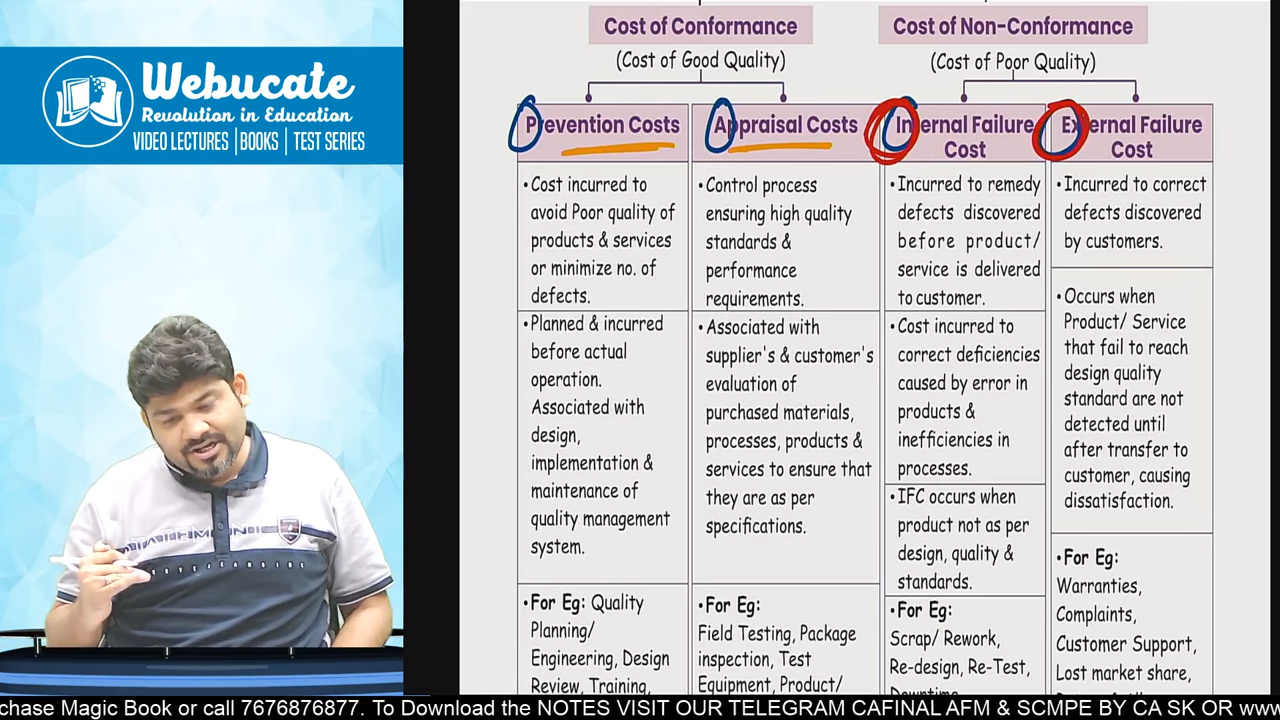 Webucate
Revolution in Education
VIDEO LECTURES | BOOKS | TEST SERIES
Cost of Conformance
(Cost of Good Quality)
Cost of Non-Conformance
(Cost of Poor Quality)
Prevention Costs
• Cost incurred to
avoid Poor quality of
products & services
or minimize no. of
defects.
• Planned & incurred
before actual
operation.
Associated with
design,
implementation &
maintenance of
quality management
system.
• For Eg: Quality
Planning/
Engineering, Design
Review, Training,
Appraisal Costs
• Control process
ensuring high quality
standards &
performance
requirements.
• Associated with
supplier's & customer's
evaluation of
purchased materials,
processes, products &
services to ensure that
they are as per
specifications.
• For Eg:
Field Testing, Package
inspection, Test
Equipment, Product/
Internal Failure
Cost
• Incurred to remedy
defects discovered
before product/
service is delivered
to customer.
• Cost incurred to
correct deficiencies
caused by error in
products &
inefficiencies in
processes.
• IFC occurs when
product not as per
design, quality &
standards.
• For Eg:
Scrap/ Rework,
Re-design, Re-Test,
External Failure
Cost
• Incurred to correct
defects discovered
by customers.
• Occurs when
Product/ Service
that fail to reach
design quality
standard are not
detected until
after transfer to
customer, causing
dissatisfaction.
• For Eg:
Warranties,
Complaints,
Customer Support,
Lost market share,
chase Magic Book or call 7676876877. To Download the NOTES VISIT OUR TELEGRAM CAFINAL AFM & SCMPE BY CA SK OR www